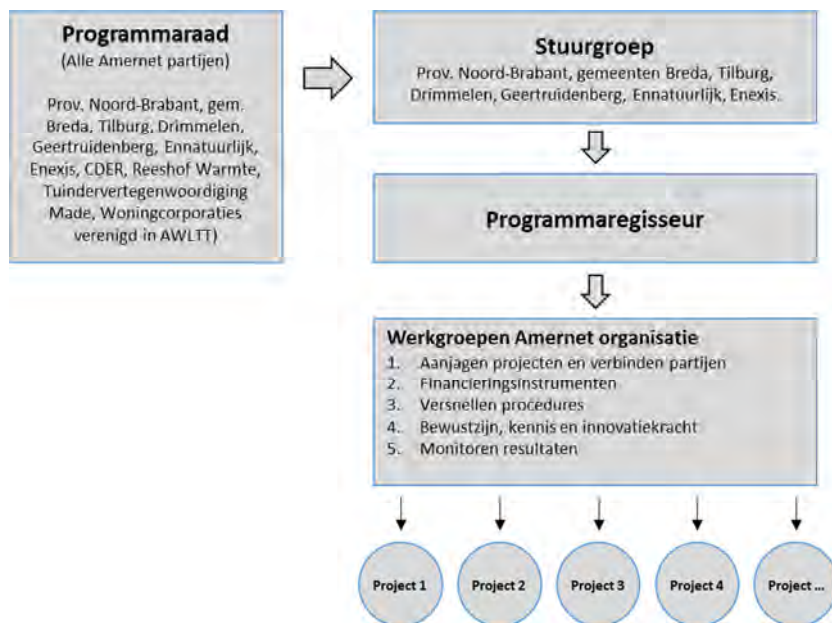 Programmaraad
(Alle Amernet partijen)
Prov. Noord-Brabant, gem.
Breda, Tilburg, Drimmelen,
Geertruidenberg, Ennatuurlijk,
Enexis, CDER, Reeshof Warmte,
Tuindervertegenwoordiging
Made, Woningcorporaties
verenigd in AWLTT)
Stuurgroep
Prov. Noord-Brabant, gemeenten Breda, Tilburg,
Drimmelen, Geertruidenberg, Ennatuurlijk, Enexis.
Programmaregisseur
Werkgroepen Amernet organisatie
1. Aanjagen projecten en verbinden partijen
2. Financieringsinstrumenten
3. Versnellen procedures
4. Bewustzijn, kennis en innovatiekracht
5. Monitoren resultaten
Project 1
Project 2
Project 3
Project 4
Project ...